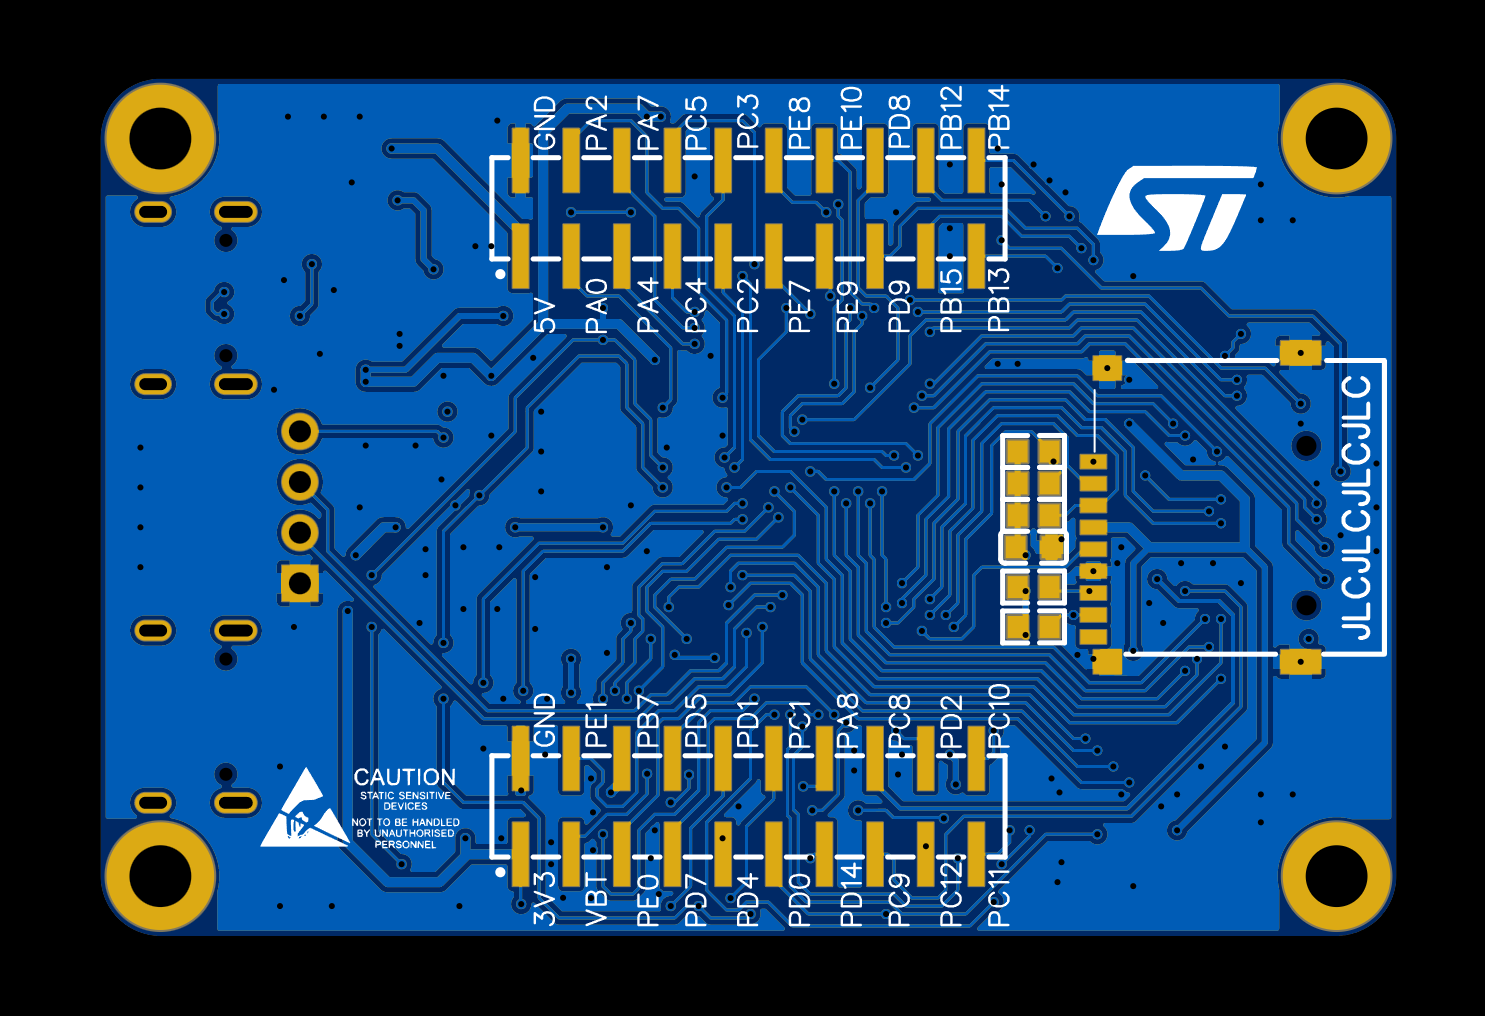 GND PA2 PA7 PC5 PC3 PE8 PE10 PD8 PB12 PB14
ST
5V PA0 PA4 PC4 PC2 PE7 PE9 PD9 PB15 PB13
JLCJLCJLCJLC
GND PE1 PB7 PD5 PD1 PC1 PA8 PC8 PD2 PC10
CAUTION
STATIC SENSITIVE
DEVICES
NOT TO BE HANDLED
BY UNAUTHORISED
PERSONNEL
3V3 VBT PE0 PD7 PD4 PD0 PD14 PC9 PC12 PC11